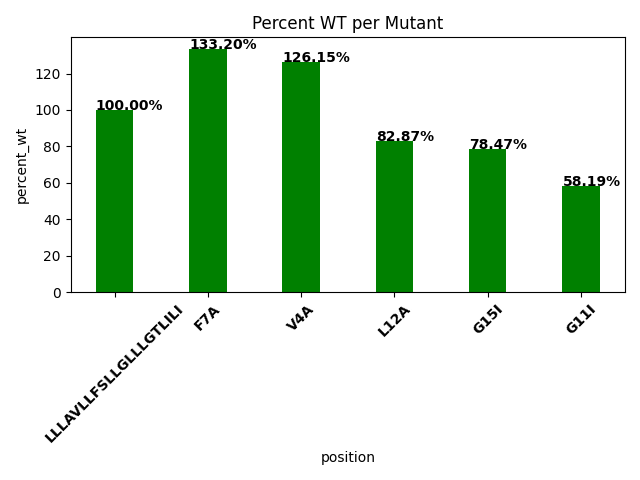 Percent WT per Mutant
percent_wt
120
100
80
60
40
20
0
100.00%
133.20%
126.15%
82.87%
78.47%
58.19%
LLLAVLLFSLLGLLLGTLILI
F7A
V4A
L12A
G15I
G11I
position